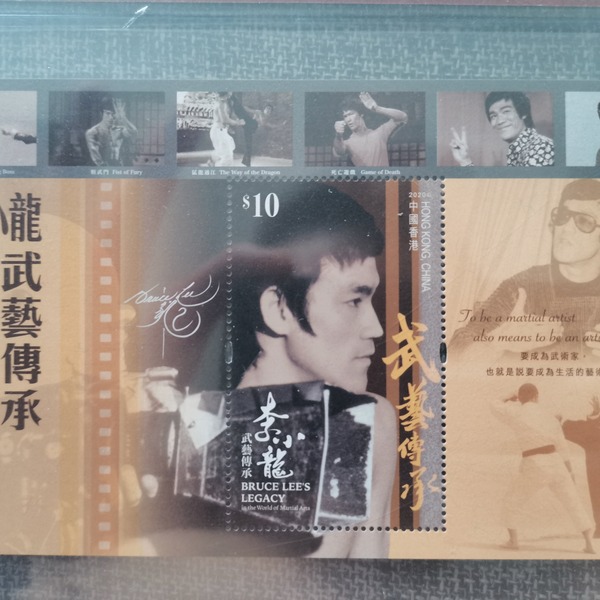 精武門 Fist of Fury
猛龍過江 The Way of the Dragon
死亡遊戲 Game of Death
龍武藝傳承
$10
2020
中國香港
HONG KONG, CHINA
Bruce Lee
武藝傳承
李小龍
武藝傳承
BRUCE LEE'S
LEGACY
in the World of Martial Arts
To be a martial artist
also means to be an
要成為武術家，
也就是說要成為生活的藝術